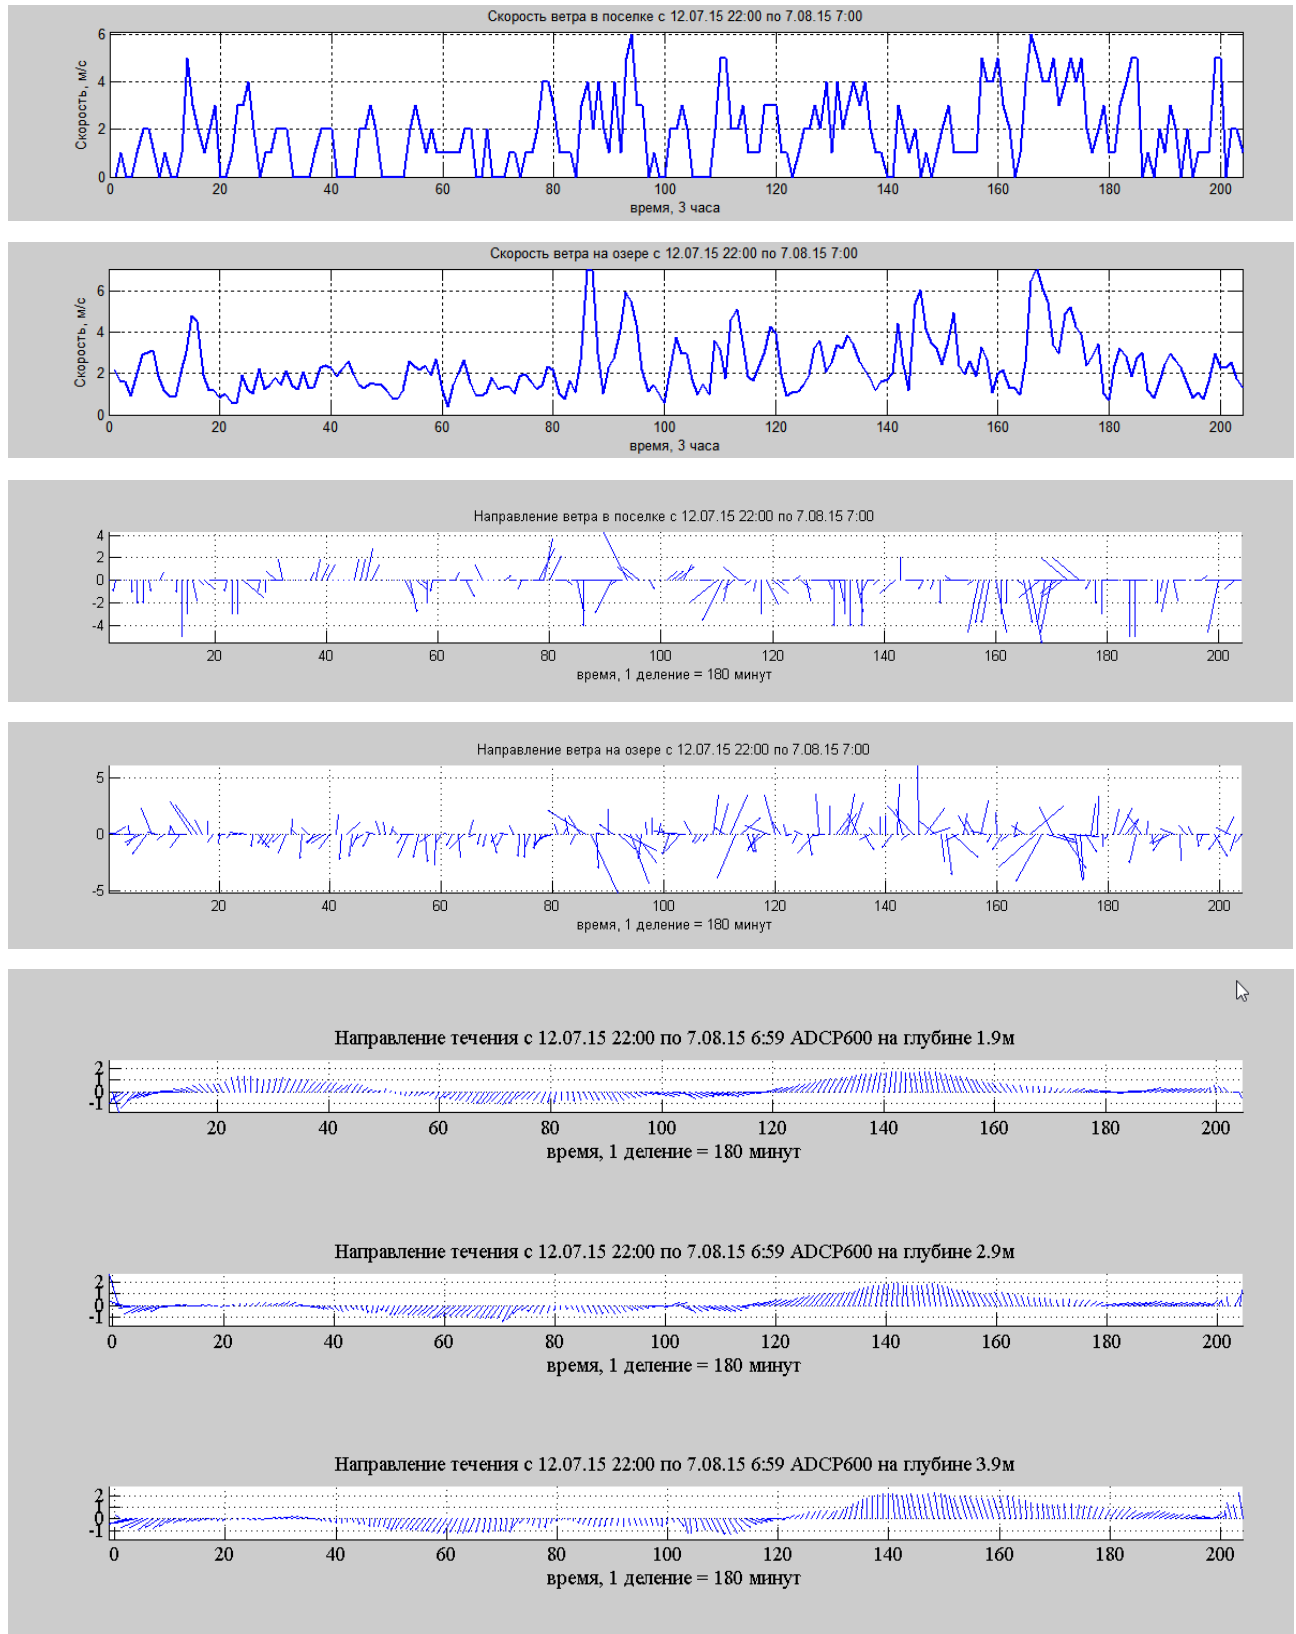 Скорость ветра в поселке с 12.07.15 22:00 по 7.08.15 7:00
Скорость, м/с
6
4
2
0
0 20 40 60 80 100 120 140 160 180 200
время, 3 часа
Скорость ветра на озере с 12.07.15 22:00 по 7.08.15 7:00
Скорость, м/с
6
4
2
0
0 20 40 60 80 100 120 140 160 180 200
время, 3 часа
Направление ветра в поселке с 12.07.15 22:00 по 7.08.15 7:00
4
2
0
-2
-4
20 40 60 80 100 120 140 160 180 200
время, 1 деление = 180 минут
Направление ветра на озере с 12.07.15 22:00 по 7.08.15 7:00
5
0
-5
20 40 60 80 100 120 140 160 180 200
время, 1 деление = 180 минут
Направление течения с 12.07.15 22:00 по 7.08.15 6:59 ADCP600 на глубине 1.9м
2
1
0
-1
20 40 60 80 100 120 140 160 180 200
время, 1 деление = 180 минут
Направление течения с 12.07.15 22:00 по 7.08.15 6:59 ADCP600 на глубине 2.9м
2
1
0
-1
0 20 40 60 80 100 120 140 160 180 200
время, 1 деление = 180 минут
Направление течения с 12.07.15 22:00 по 7.08.15 6:59 ADCP600 на глубине 3.9м
2
1
0
-1
0 20 40 60 80 100 120 140 160 180 200
время, 1 деление = 180 минут